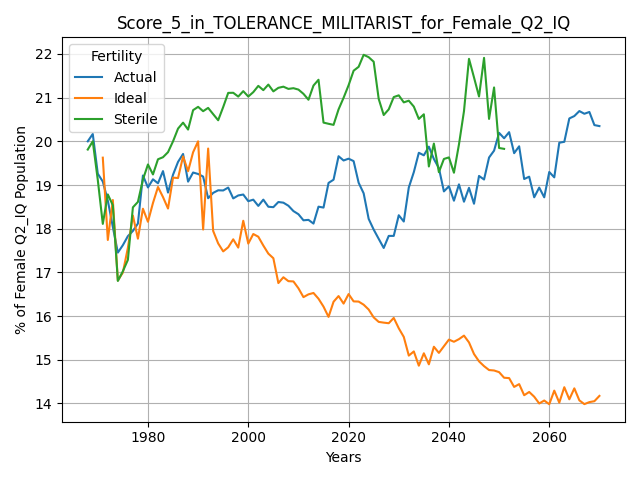 Score_5_in_TOLERANCE_MILITARIST_for_Female_Q2_IQ
Fertility
Actual
Ideal
Sterile
% of Female Q2_IQ Population
22
21
20
19
18
17
16
15
14
1980
2000
2020
2040
2060
Years